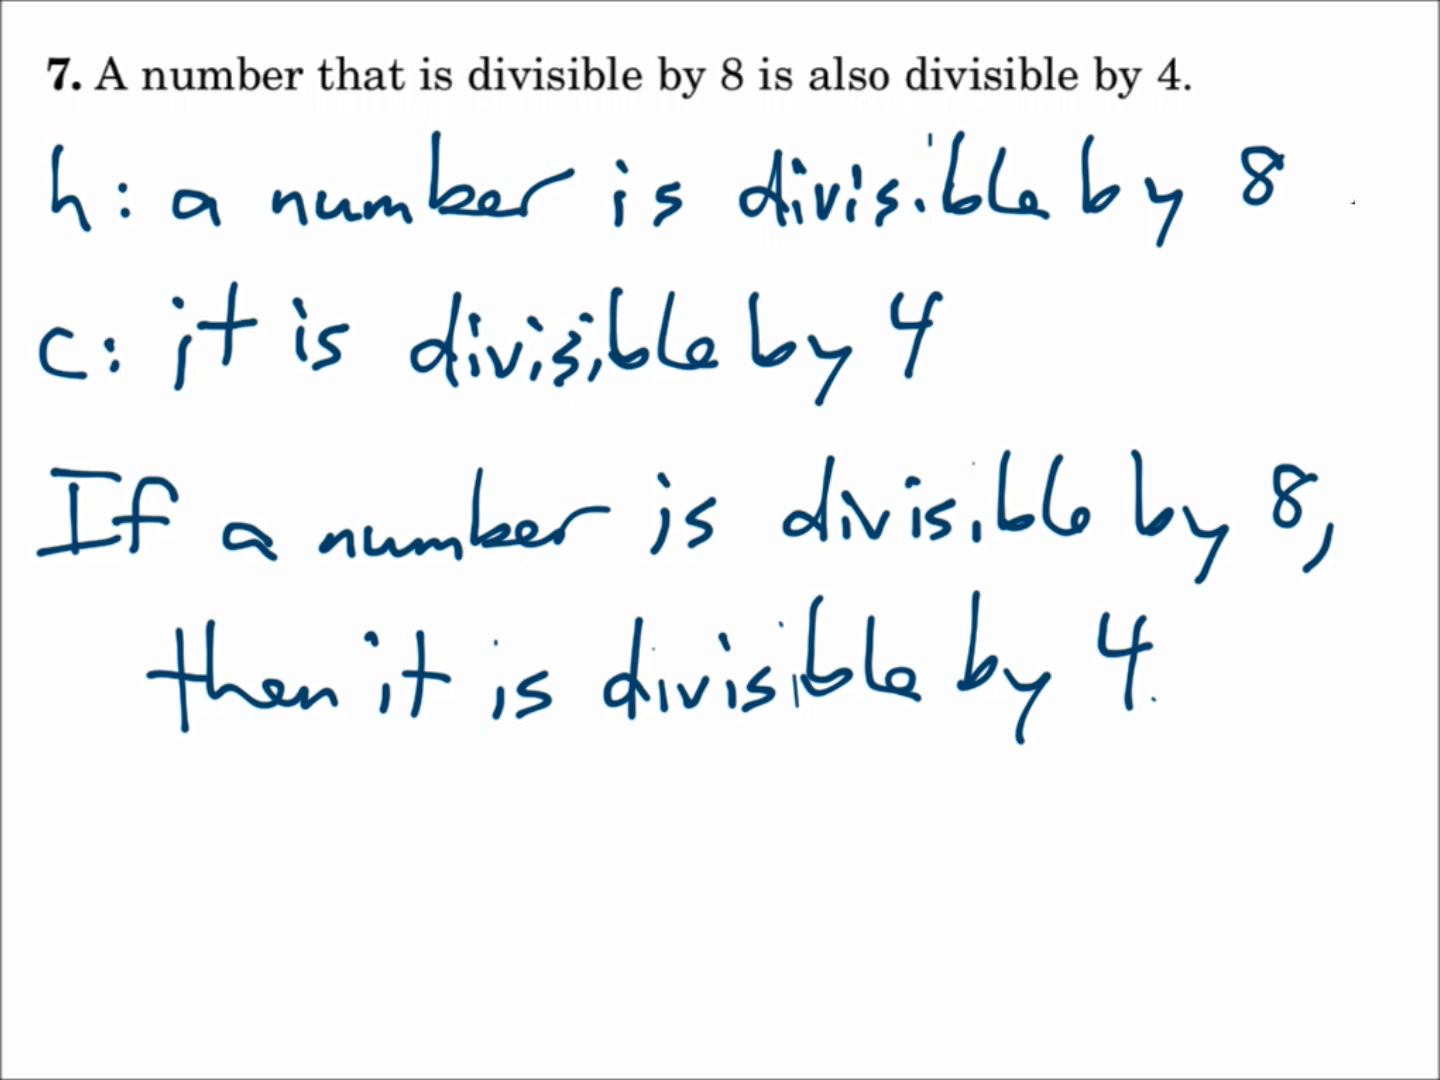 7. A number that is divisible by 8 is also divisible by 4.
h: a number is divisible by 8
c: it is divisible by 4
If a number is divisible by 8,
then it is divisible by 4.